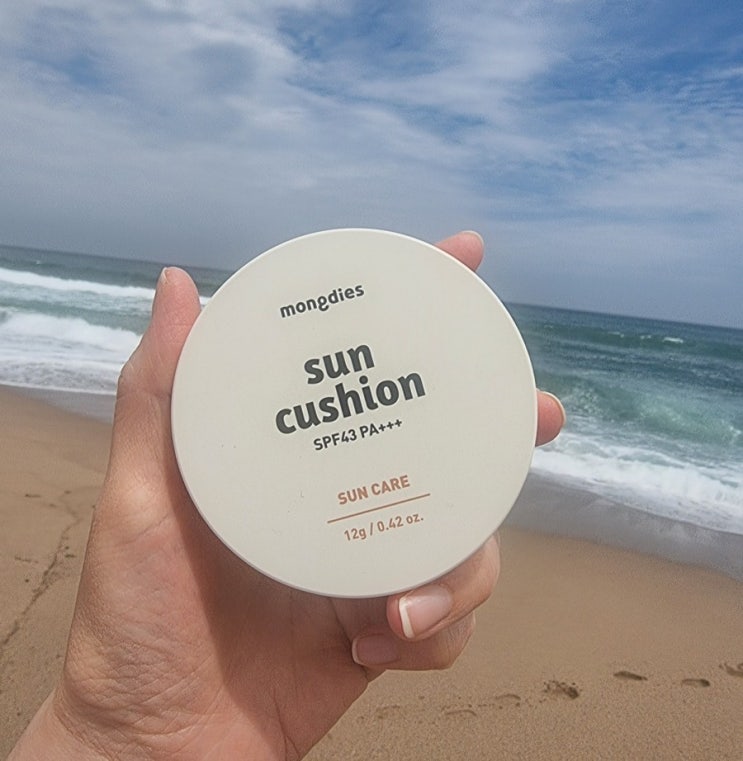 mongdies
sun
cushion
SPF43 PA+++
SUN CARE
12g / 0.42 oz.